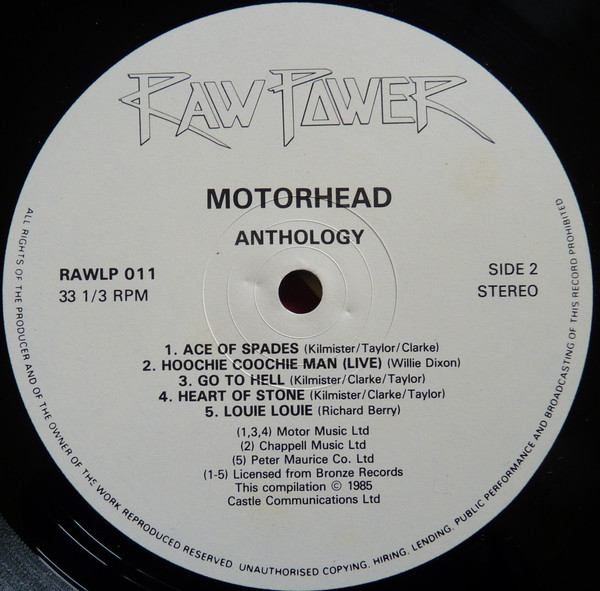 RAW POWER
MOTORHEAD
ANTHOLOGY
RAWLP 011
33 1/3 RPM
SIDE 2
STEREO
1. ACE OF SPADES (Kilmister/Taylor/Clarke)
2. HOOCHIE COOCHIE MAN (LIVE) (Willie Dixon)
3. GO TO HELL (Kilmister/Clarke/Taylor)
4. HEART OF STONE (Kilmister/Clarke/Taylor)
5. LOUIE LOUIE (Richard Berry)
(1,3,4) Motor Music Ltd
(2) Chappell Music Ltd
(5) Peter Maurice Co. Ltd
(1-5) Licensed from Bronze Records
This compilation © 1985
Castle Communications Ltd
ALL RIGHTS OF THE PRODUCER AND OF THE OWNER OF THE WORK REPRODUCED RESERVED. UNAUTHORISED COPYING, HIRING, LENDING, PUBLIC PERFORMANCE AND BROADCASTING OF THIS RECORD PROHIBITED